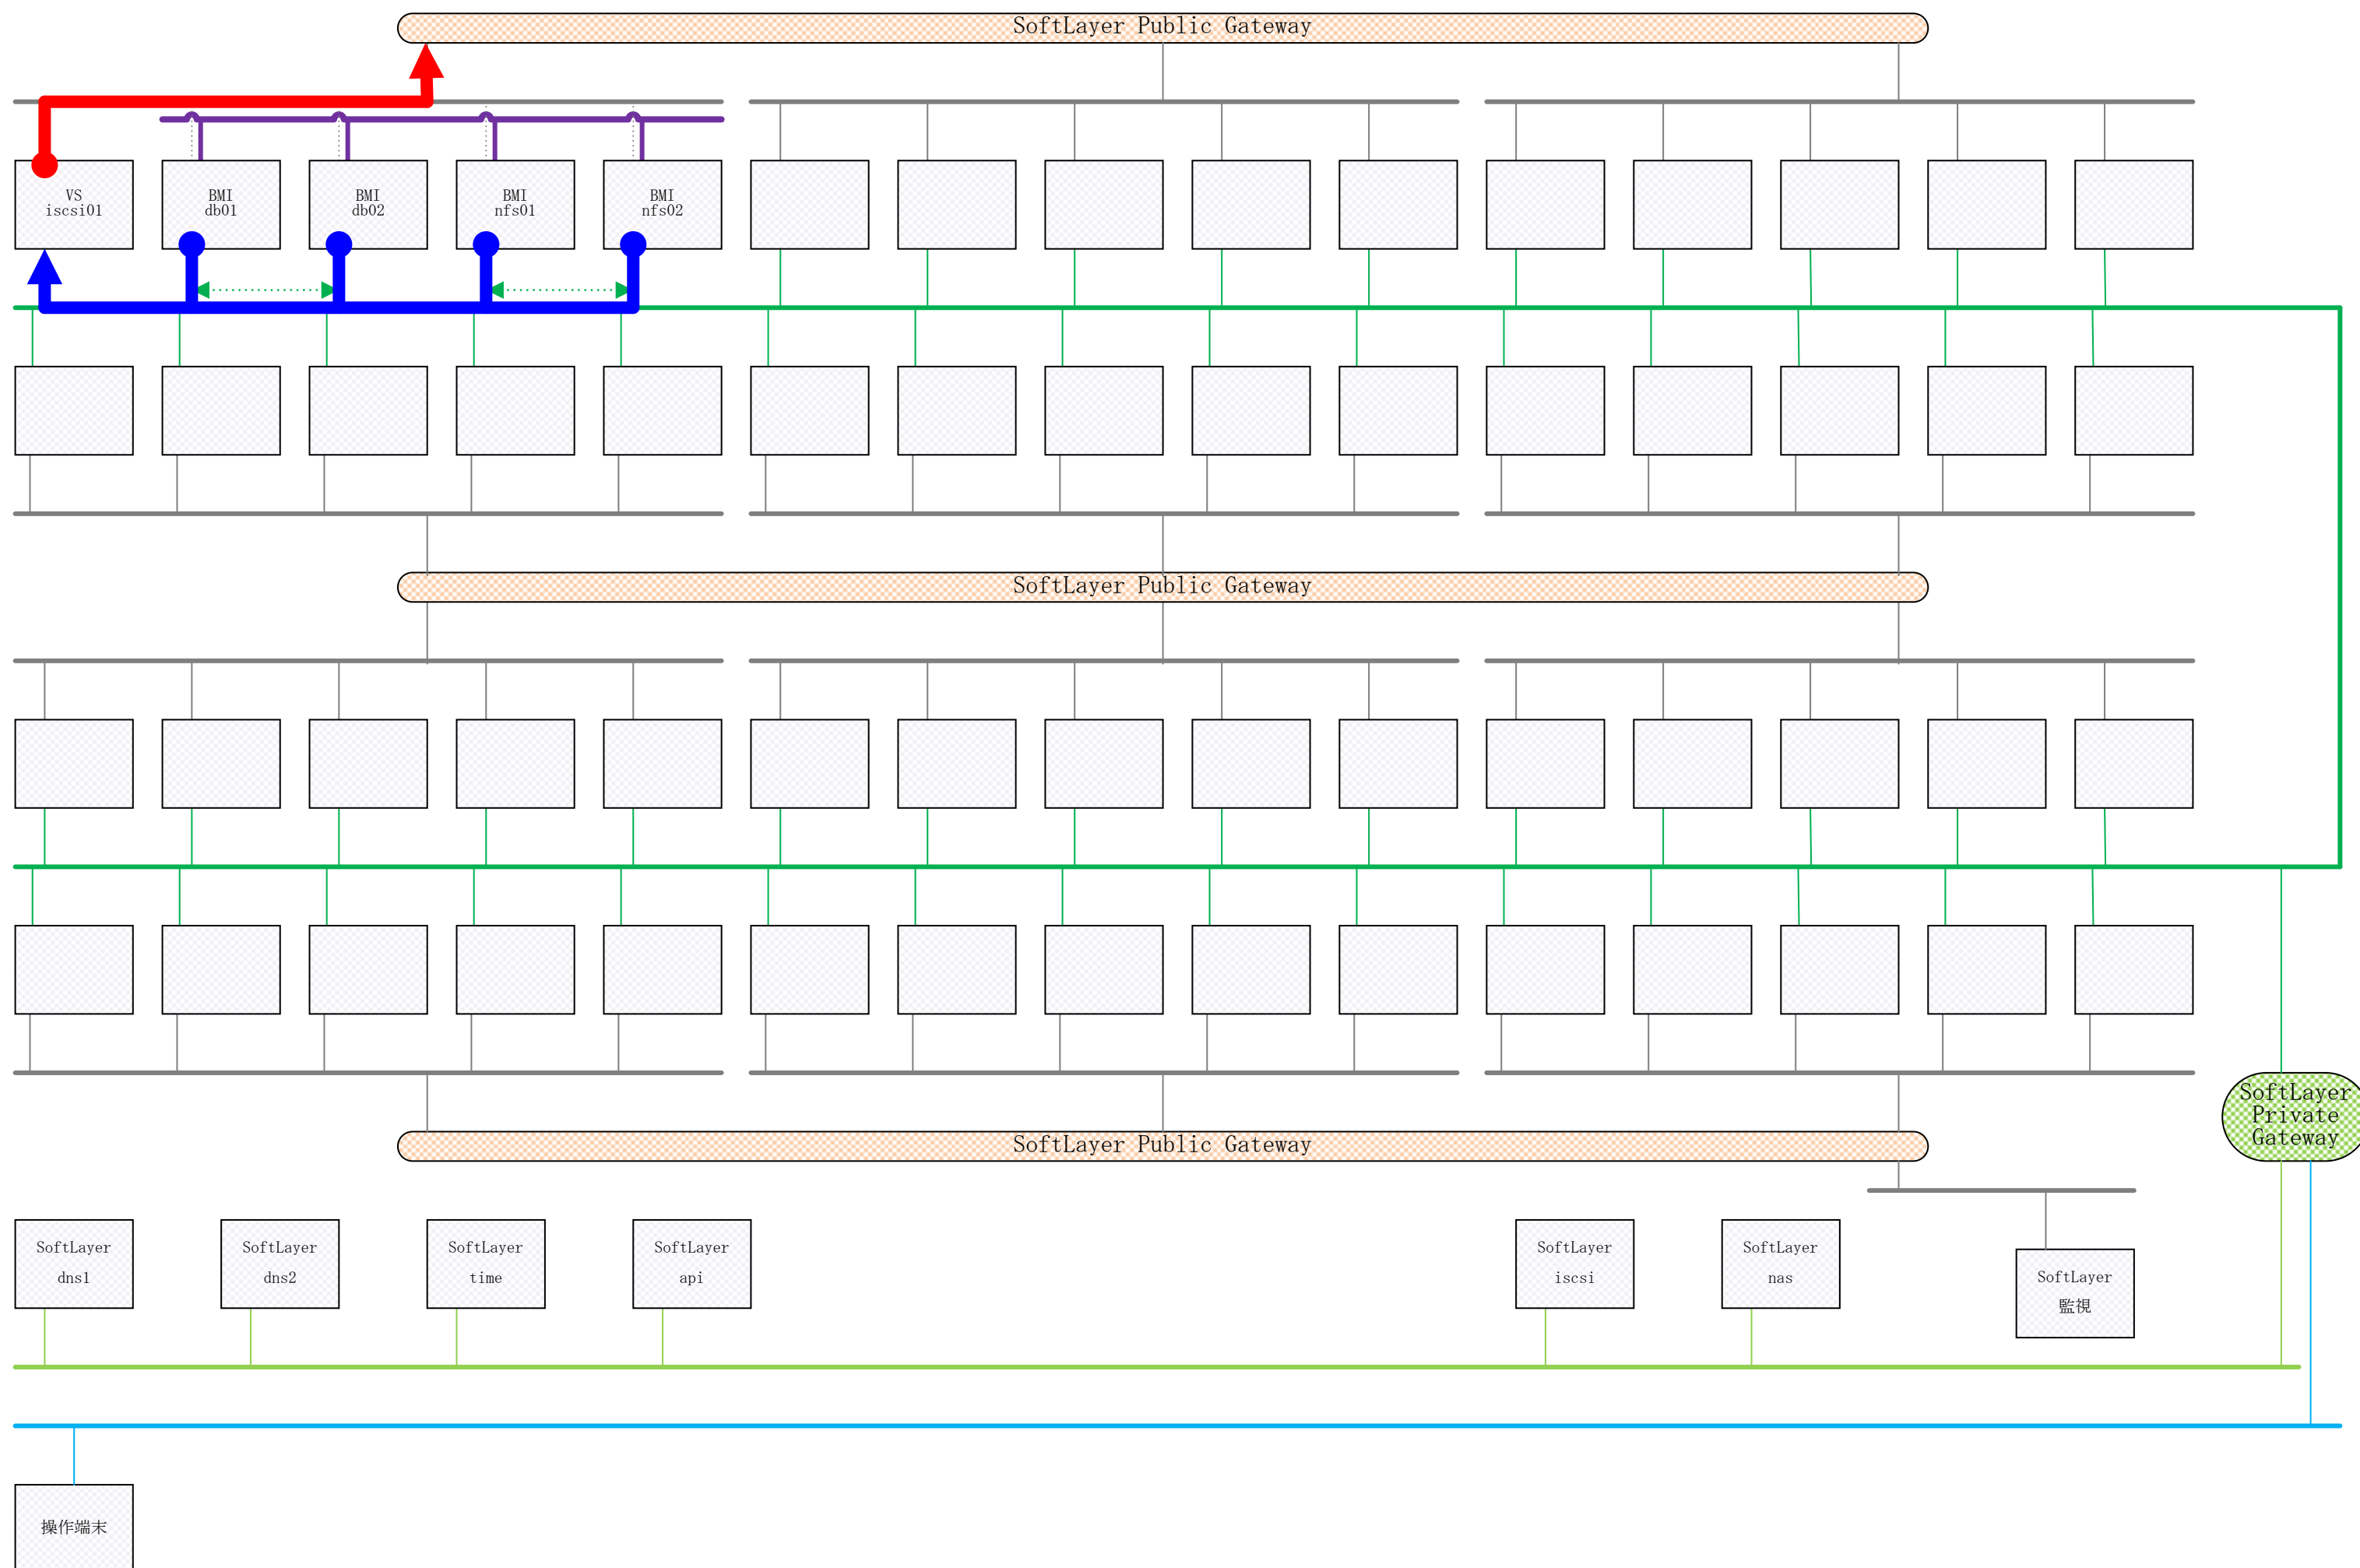 SoftLayer Public Gateway
VS
iscsi01
BMI
db01
BMI
db02
BMI
nfs01
BMI
nfs02
SoftLayer Public Gateway
SoftLayer
Private
Gateway
SoftLayer Public Gateway
SoftLayer
dns1
SoftLayer
dns2
SoftLayer
time
SoftLayer
api
SoftLayer
iscsi
SoftLayer
nas
SoftLayer
監視
操作端末